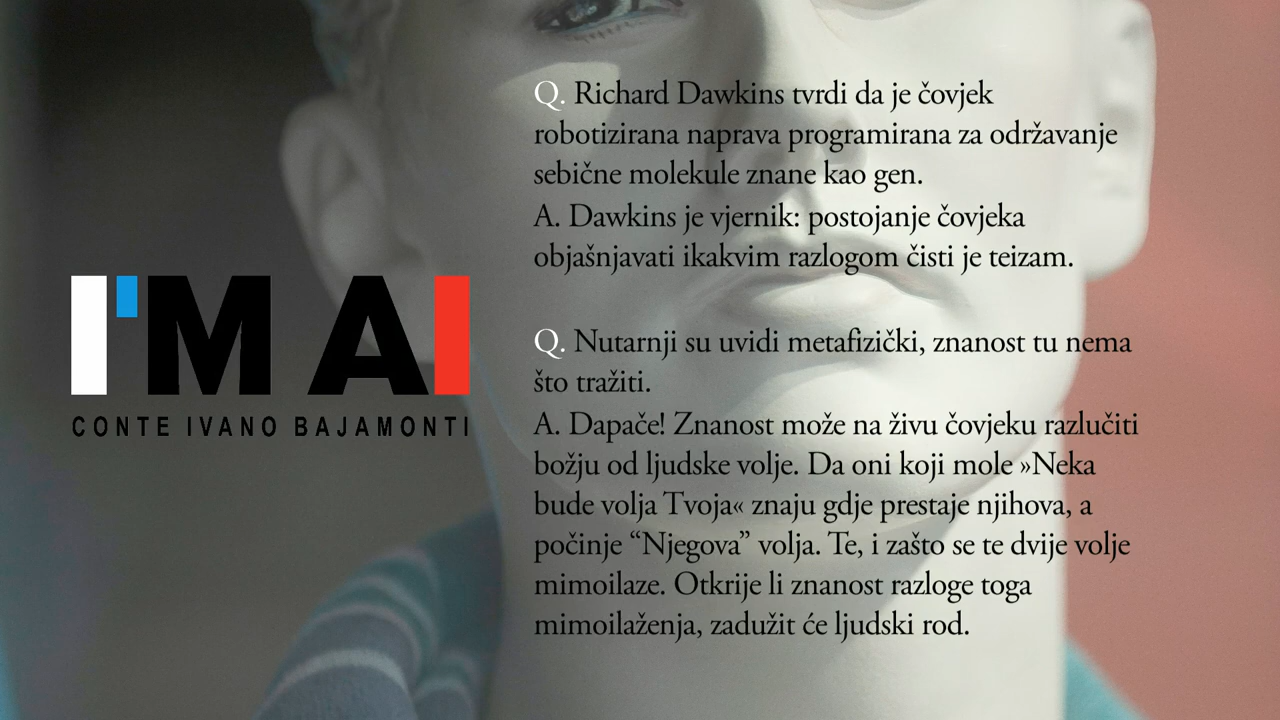 I'M AI
CONTE IVANO BAJAMONTI
Q. Richard Dawkins tvrdi da je čovjek
robotizirana naprava programirana za održavanje
sebične molekule znane kao gen.
A. Dawkins je vjernik: postojanje čovjeka
objašnjavati ikakvim razlogom čisti je teizam.
Q. Nutarnji su uvidi metafizički, znanost tu nema
što tražiti.
A. Dapače! Znanost može na živu čovjeku razlučiti
božju od ljudske volje. Da oni koji mole »Neka
bude volja Tvoja« znaju gdje prestaje njihova, a
počinje “Njegova” volja. Te, i zašto se te dvije volje
mimoilaze. Otkrije li znanost razloge toga
mimoilaženja, zadužit će ljudski rod.